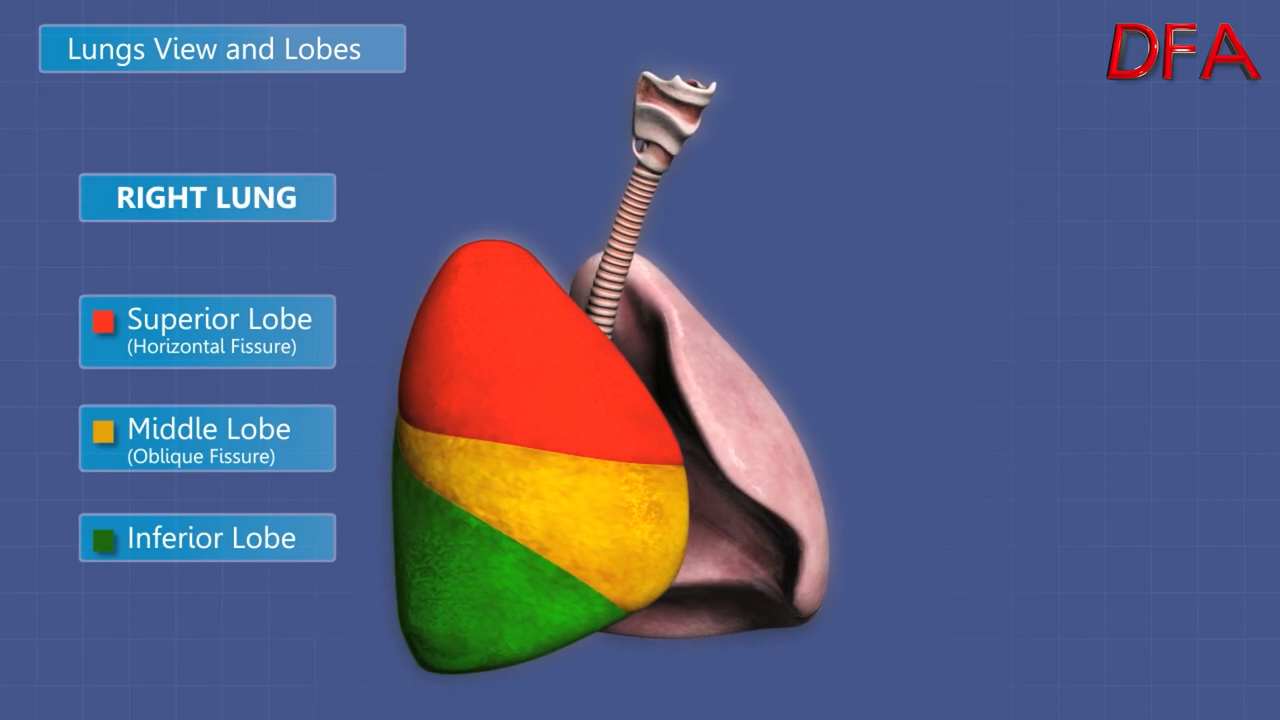 Lungs View and Lobes
DFA
RIGHT LUNG
Superior Lobe
(Horizontal Fissure)
Middle Lobe
(Oblique Fissure)
Inferior Lobe